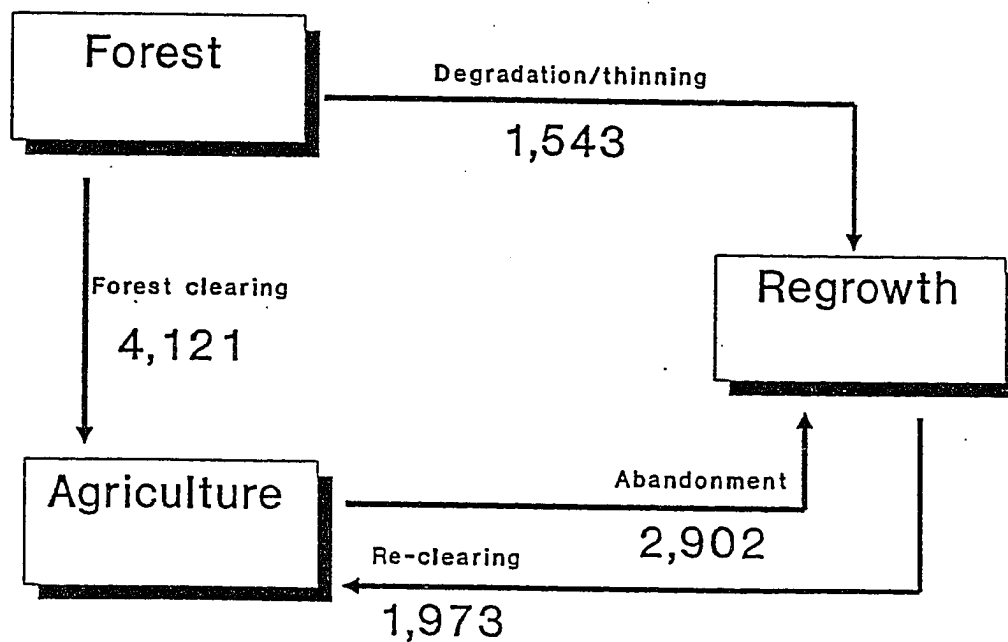 Forest
Degradation/thinning
1,543
Forest clearing
4,121
Regrowth
Agriculture
Abandonment
2,902
Re-clearing
1,973